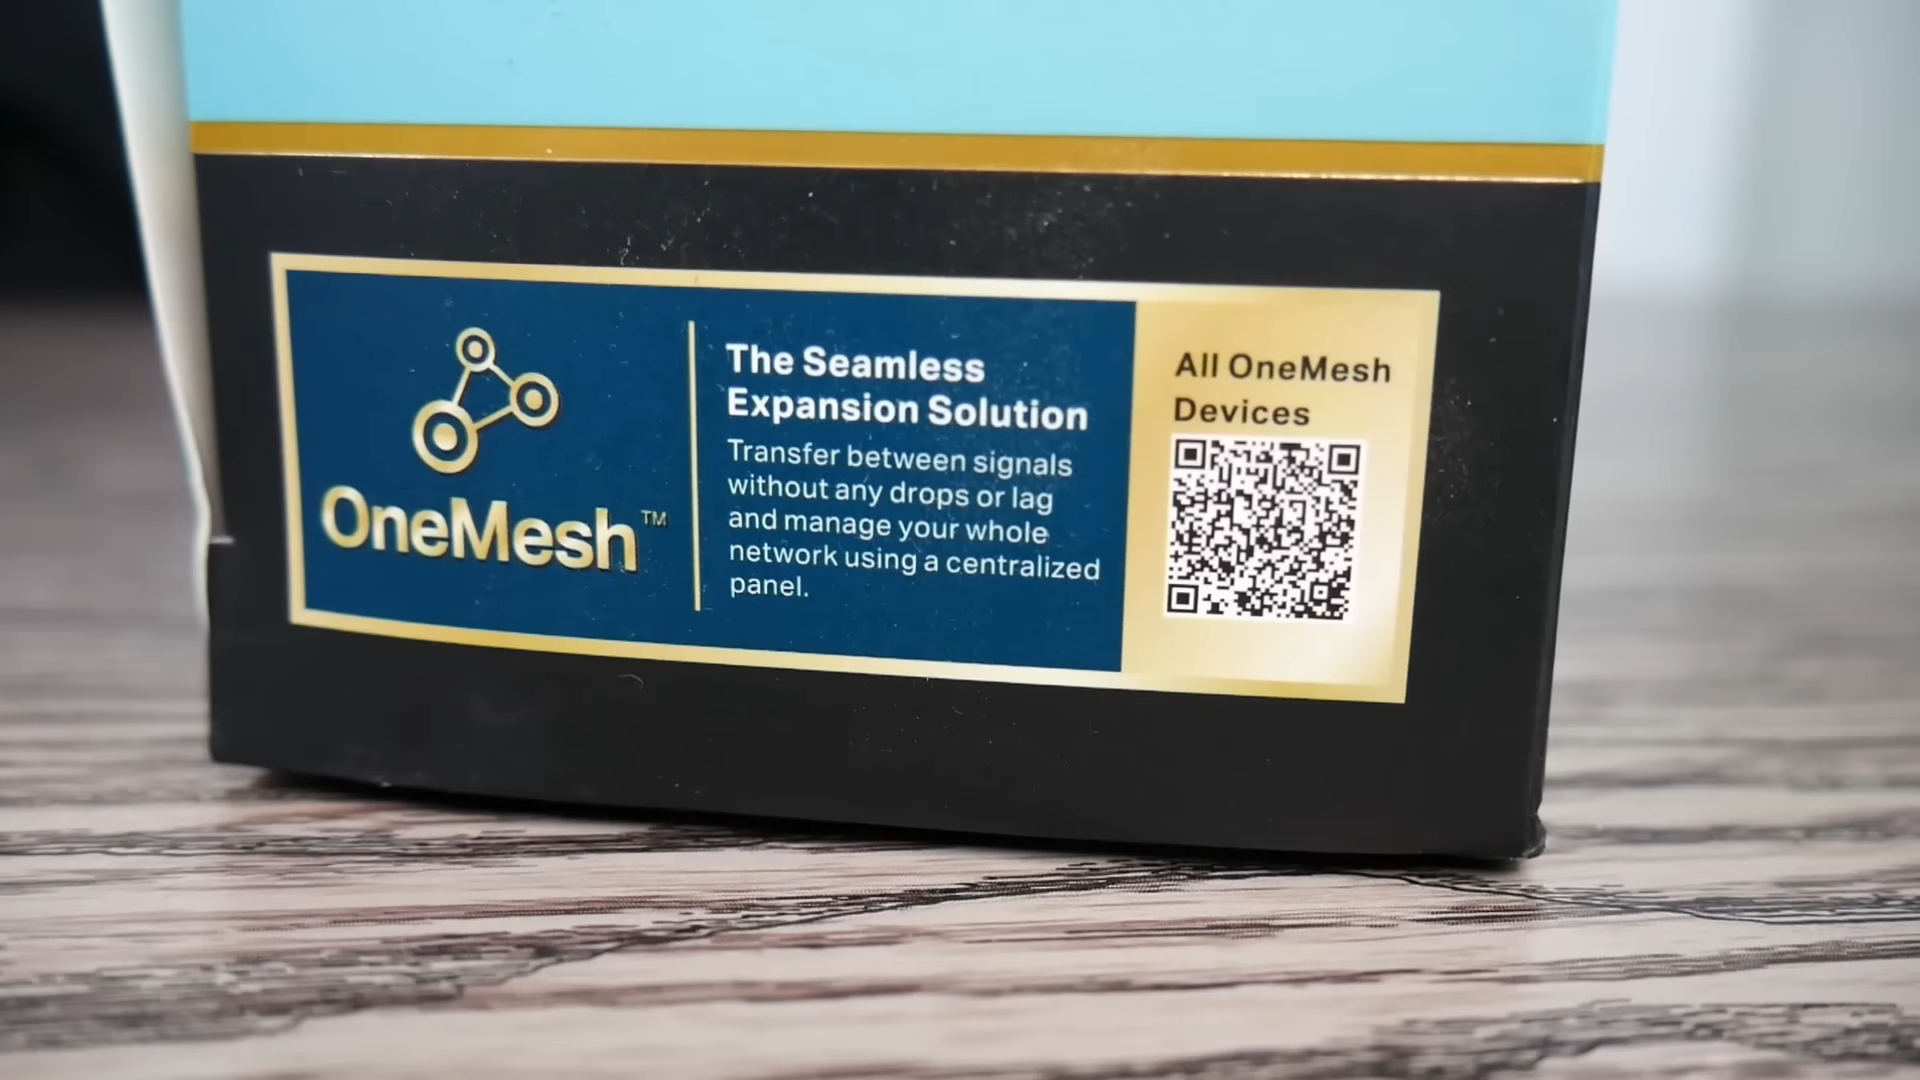 OneMesh™
The Seamless
Expansion Solution
Transfer between signals
without any drops or lag
and manage your whole
network using a centralized
panel.
All OneMesh
Devices